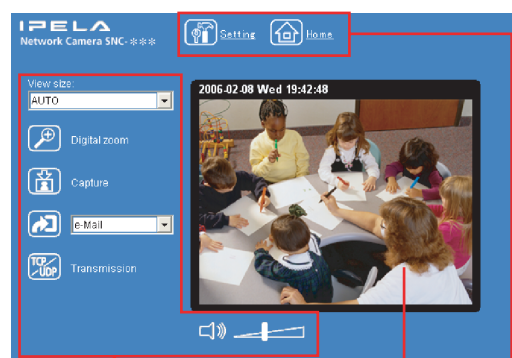 IPELA
Network Camera SNC-***
Setting
Home
View size:
AUTO
2006-02-08 Wed 19:42:48
Digital zoom
Capture
e-Mail
TCP/UDP
Transmission